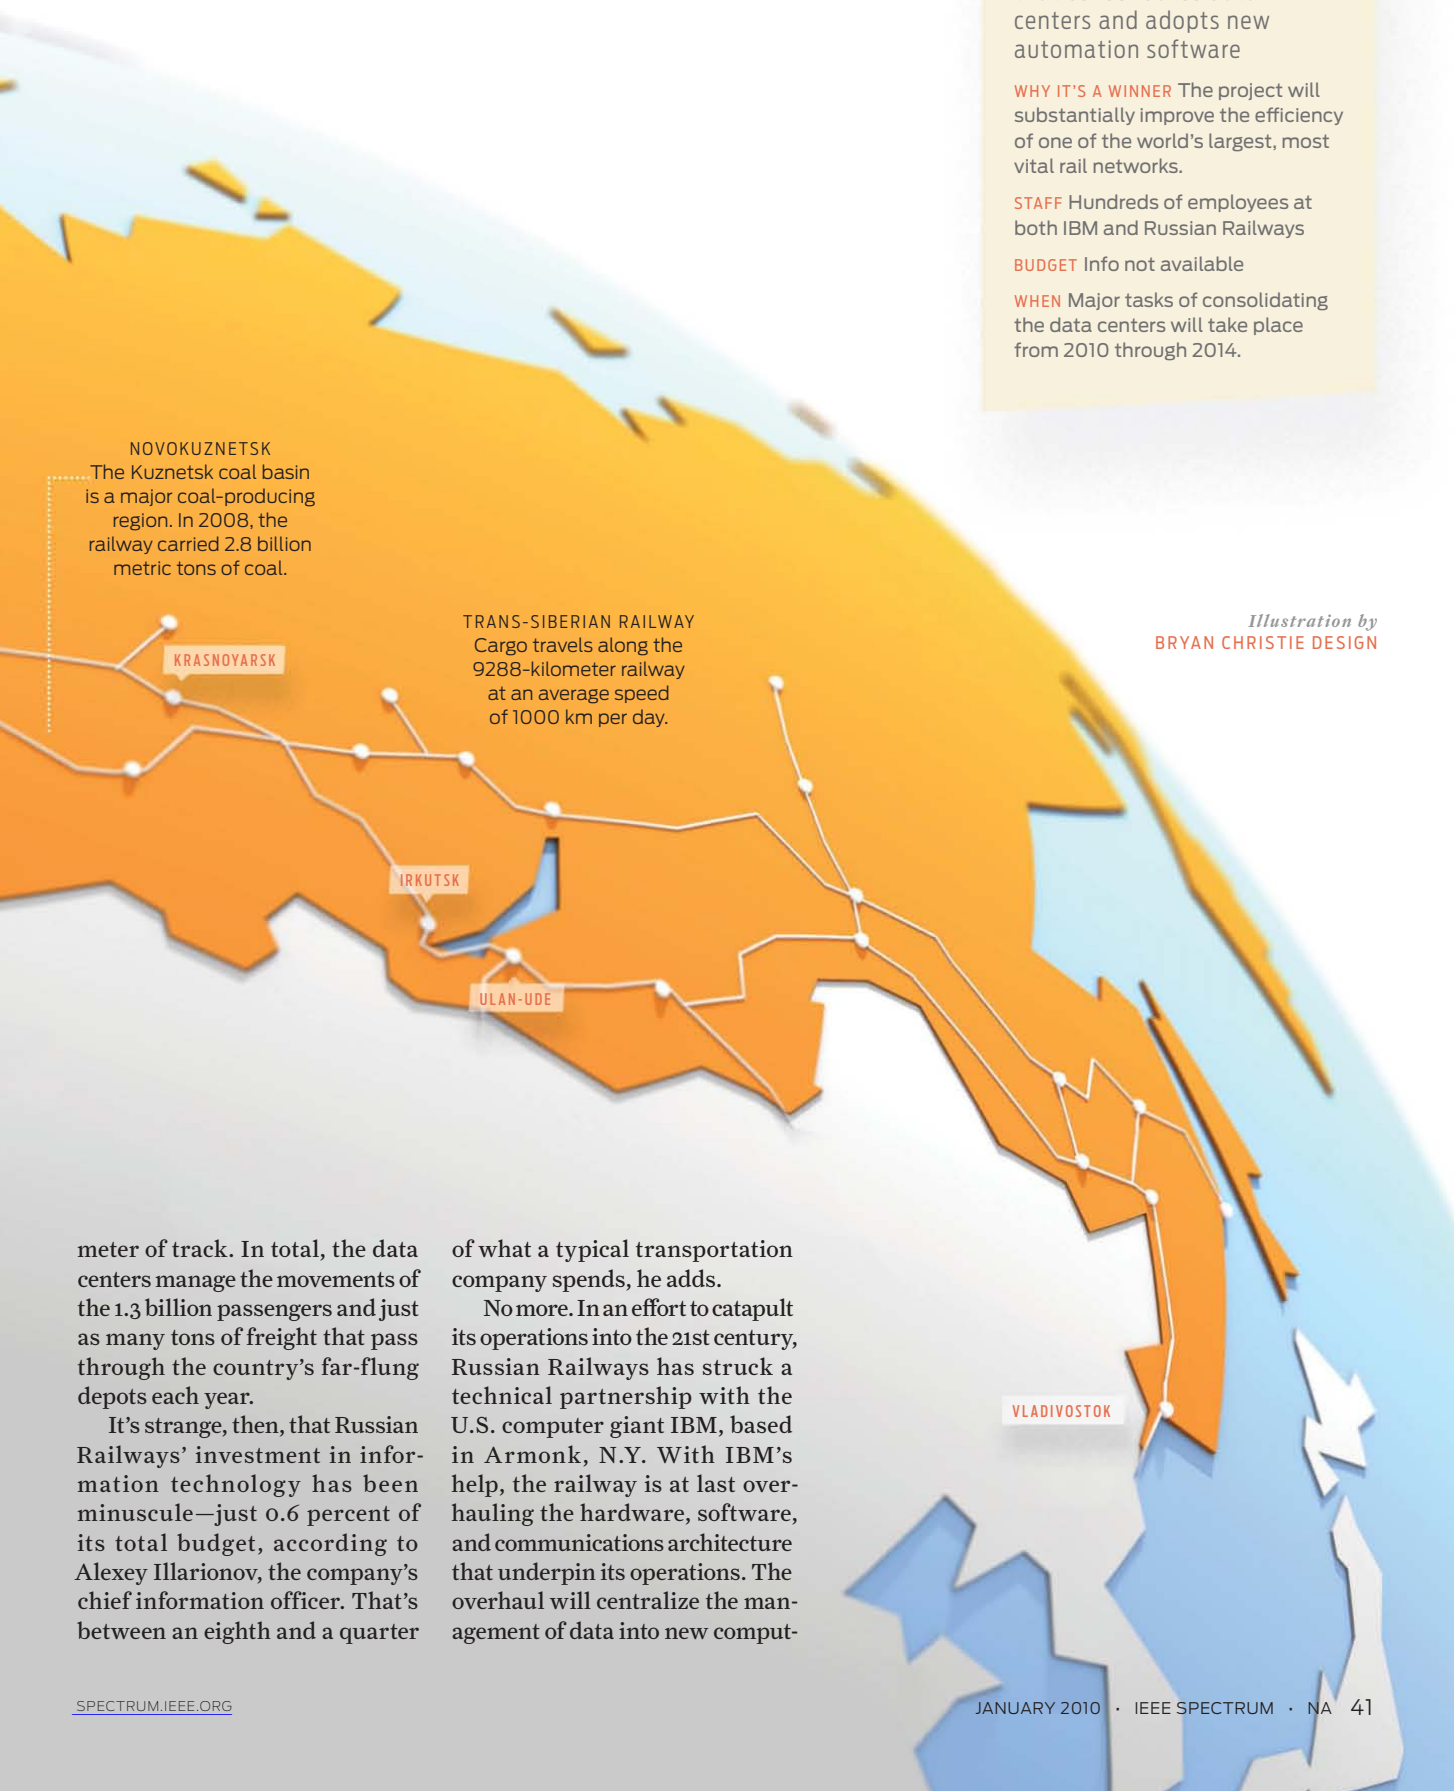 centers and adopts new
automation software
WHY IT'S A WINNER The project will
substantially improve the efficiency
of one of the world's largest, most
vital rail networks.
STAFF Hundreds of employees at
both IBM and Russian Railways
BUDGET Info not available
WHEN Major tasks of consolidating
the data centers will take place
from 2010 through 2014.
NOVOKUZNETSK
The Kuznetsk coal basin
is a major coal-producing
region. In 2008, the
railway carried 2.8 billion
metric tons of coal.
TRANS-SIBERIAN RAILWAY
Cargo travels along the
9288-kilometer railway
at an average speed
of 1000 km per day.
Illustration by
BRYAN CHRISTIE DESIGN
KRASNOYARSK
IRKUTSK
ULAN-UDE
VLADIVOSTOK
meter of track. In total, the data
centers manage the movements of
the 1.3 billion passengers and just
as many tons of freight that pass
through the country's far-flung
depots each year.
It's strange, then, that Russian
Railways' investment in infor-
mation technology has been
minuscule—just 0.6 percent of
its total budget, according to
Alexey Illarionov, the company's
chief information officer. That's
between an eighth and a quarter
of what a typical transportation
company spends, he adds.
No more. In an effort to catapult
its operations into the 21st century,
Russian Railways has struck a
technical partnership with the
U.S. computer giant IBM, based
in Armonk, N.Y. With IBM's
help, the railway is at last over-
hauling the hardware, software,
and communications architecture
that underpin its operations. The
overhaul will centralize the man-
agement of data into new comput-
SPECTRUM.IEEE.ORG
JANUARY 2010 • IEEE SPECTRUM • NA 41